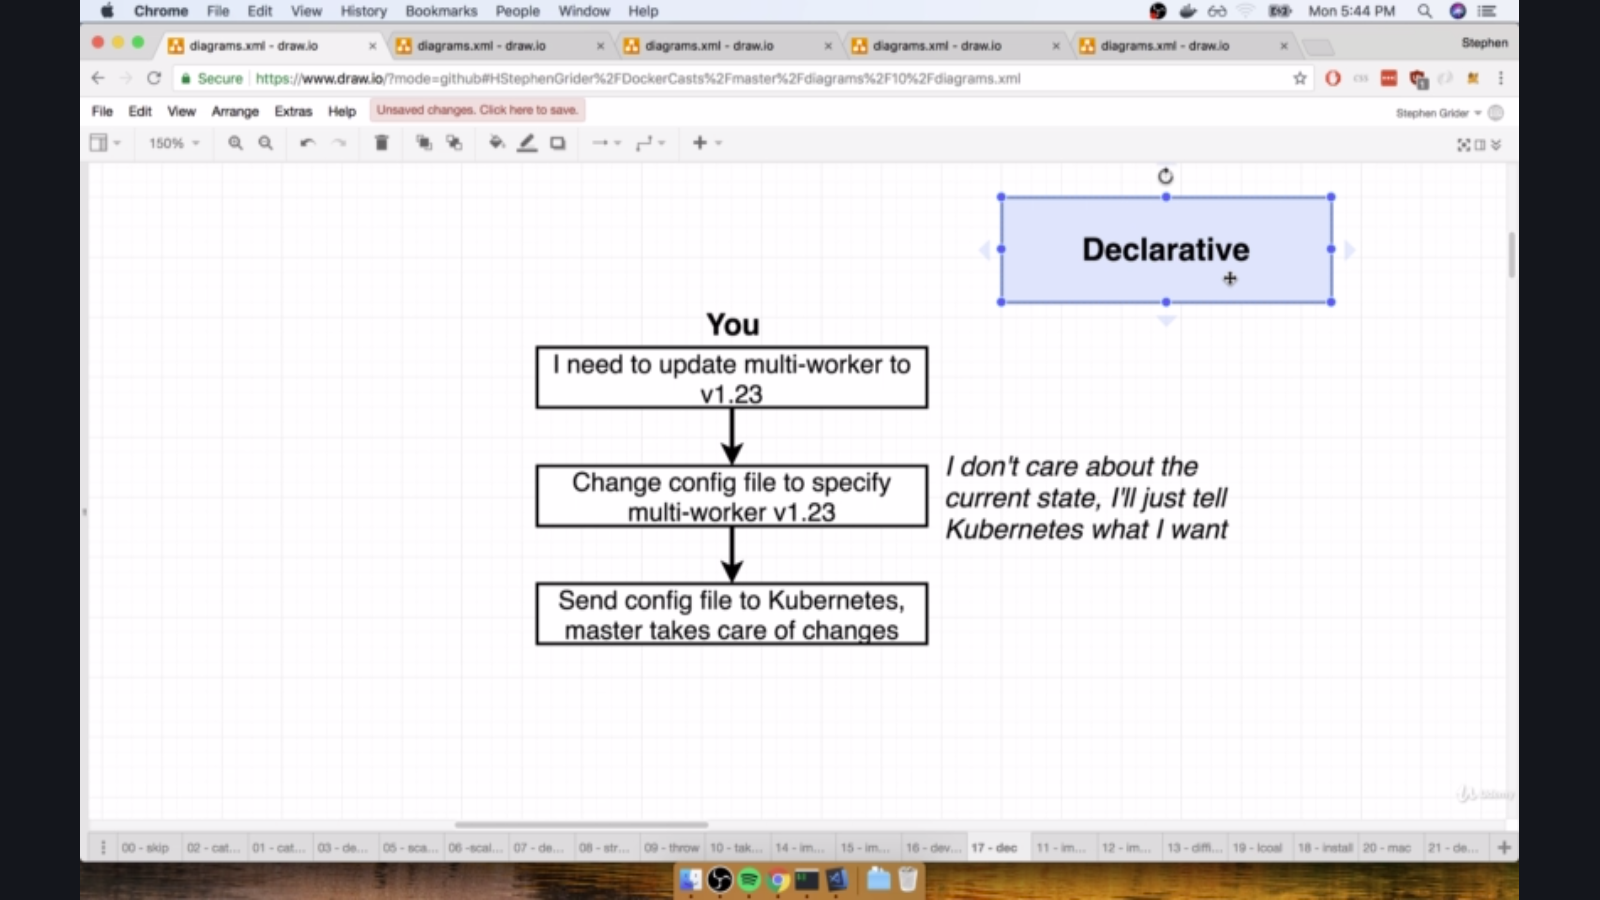 Chrome File Edit View History Bookmarks People Window Help Mon 5:44 PM
diagrams.xml - draw.io diagrams.xml - draw.io diagrams.xml - draw.io diagrams.xml - draw.io diagrams.xml - draw.io Stephen
Secure https://www.draw.io/?mode=github#HStephenGrider%2FDockerCasts%2Fmaster%2Fdiagrams%2F10%2Fdiagrams.xml
File Edit View Arrange Extras Help Unsaved changes. Click here to save. Stephen Grider
150%
Declarative
You
I need to update multi-worker to
v1.23
Change config file to specify
multi-worker v1.23
I don't care about the
current state, I'll just tell
Kubernetes what I want
Send config file to Kubernetes,
master takes care of changes
00 - skip 02 - cat... 01 - cat... 03 - de... 05 - sca... 06 -scal... 07 - de... 08 - str... 09 - throw 10 - tak... 14 - im... 15 - im... 16 - dev... 17 - dec 11 - im... 12 - im... 13 - diffi... 19 - lcoal 18 - install 20 - mac 21 - de...